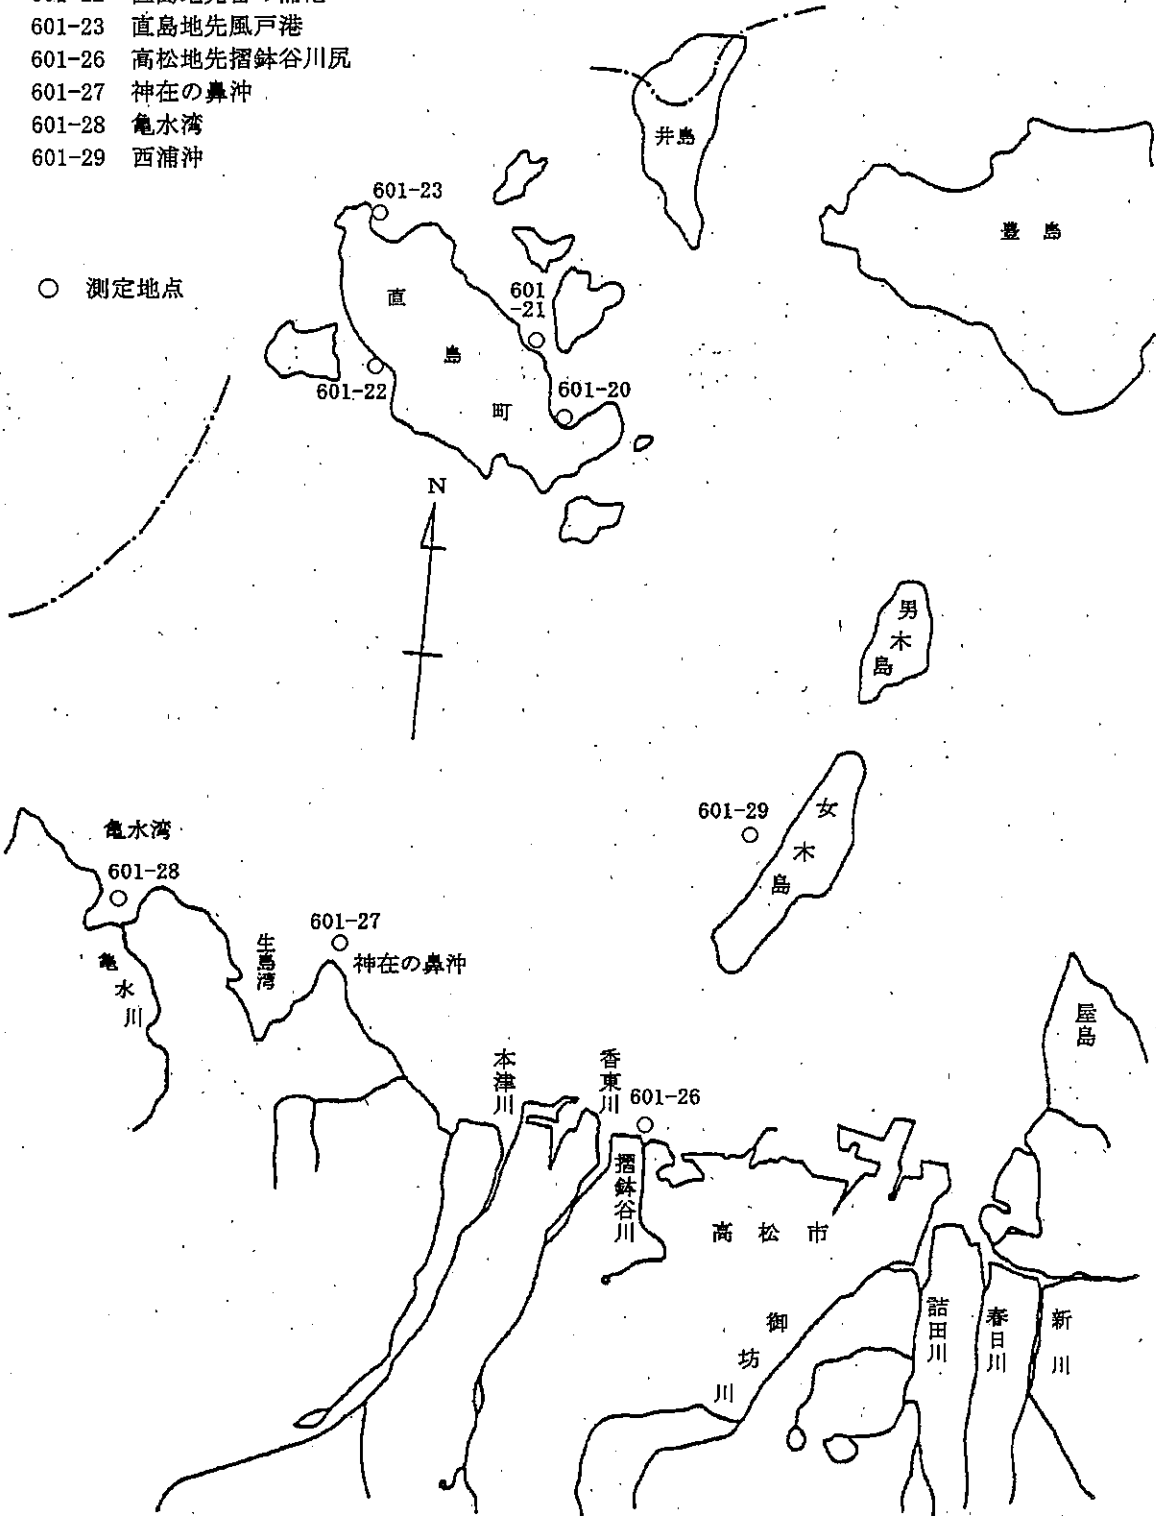 601-23 直島地先風戸港
601-26 高松地先摺鉢谷川尻
601-27 神在の鼻沖
601-28 亀水湾
601-29 西浦沖
○ 測定地点
井島
豊島
601-23
直島町
601
-21
601-22
601-20
N
男木島
601-29
女木島
亀水湾
601-28
亀水川
生島湾
601-27
神在の鼻沖
屋島
本津川
香東川
601-26
摺鉢谷川
高松市
御坊川
詰田川
春日川
新川